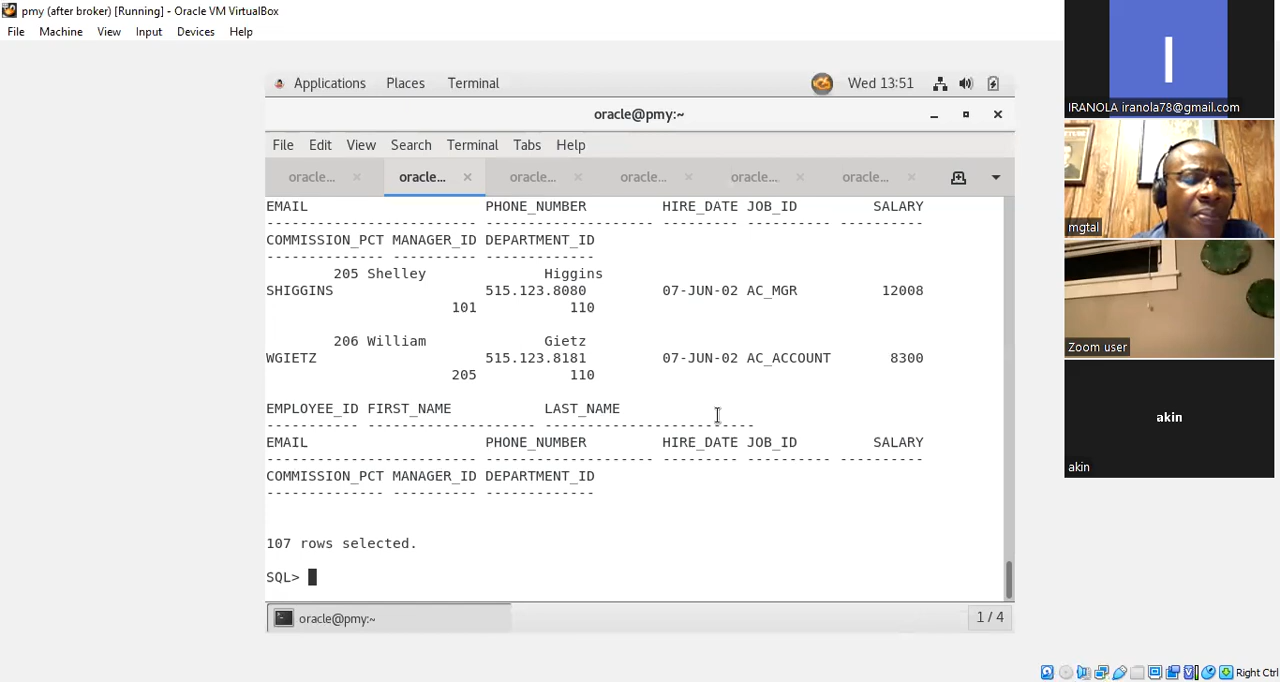 pmy (after broker) [Running] - Oracle VM VirtualBox
File Machine View Input Devices Help
Applications Places Terminal Wed 13:51
oracle@pmy:~
File Edit View Search Terminal Tabs Help
oracle... × oracle... × oracle... × oracle... × oracle... × oracle... ×
EMAIL PHONE_NUMBER HIRE_DATE JOB_ID SALARY
------------------------- -------------------- --------- ---------- ----------
COMMISSION_PCT MANAGER_ID DEPARTMENT_ID
-------------- ---------- -------------
205 Shelley Higgins
SHIGGINS 515.123.8080 07-JUN-02 AC_MGR 12008
101 110
206 William Gietz
WGIETZ 515.123.8181 07-JUN-02 AC_ACCOUNT 8300
205 110
EMPLOYEE_ID FIRST_NAME LAST_NAME
----------- -------------------- -------------------------
EMAIL PHONE_NUMBER HIRE_DATE JOB_ID SALARY
------------------------- -------------------- --------- ---------- ----------
COMMISSION_PCT MANAGER_ID DEPARTMENT_ID
-------------- ---------- -------------
107 rows selected.
SQL>
oracle@pmy:~ 1 / 4
Right Ctrl
I
IRANOLA iranola78@gmail.com
mgtal
Zoom user
akin
akin